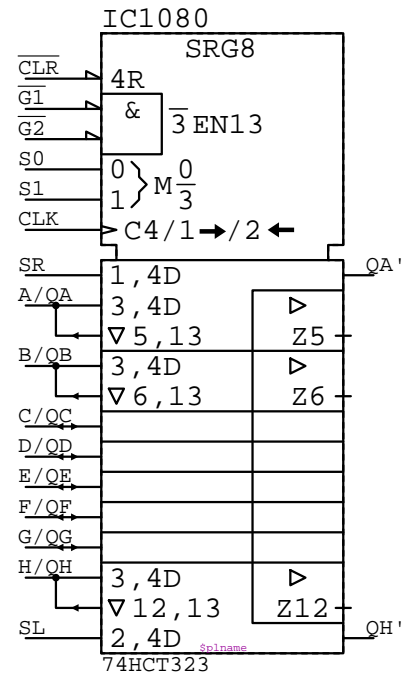 IC1080
SRG8
CLR 4R
G1 &
G2 3EN13
S0 0 M 0
S1 1 3
CLK C4/1→/2←
SR 1,4D QA'
A/QA 3,4D ▷
▽5,13 Z5
B/QB 3,4D ▷
▽6,13 Z6
C/QC
D/QD
E/QE
F/QF
G/QG
H/QH 3,4D ▷
▽12,13 Z12
SL 2,4D $plname QH'
74HCT323